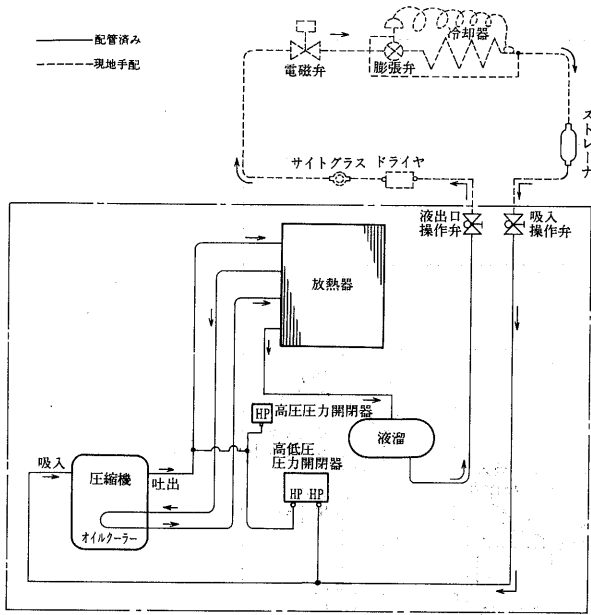 配管済み
現地手配
冷却器
電磁弁
膨張弁
ストレーナ
サイトグラス
ドライヤ
液出口
操作弁
吸入
操作弁
放熱器
HP
高圧圧力開閉器
液溜
高低圧
圧力開閉器
HP HP
吸入
圧縮機
吐出
オイルクーラー